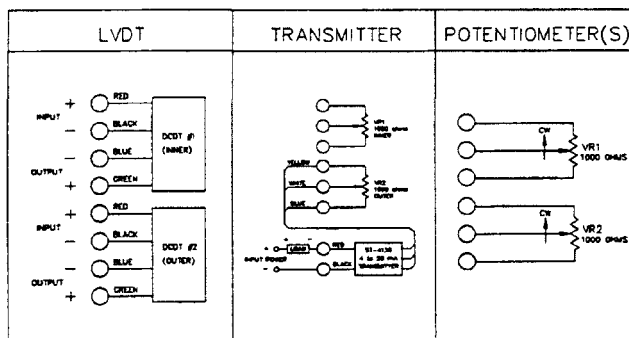 LVDT
TRANSMITTER
POTENTIOMETER(S)
INPUT
+
−
OUTPUT
−
+
RED
BLACK
BLUE
GREEN
DCDT #1
(INNER)
INPUT
+
−
OUTPUT
−
+
RED
BLACK
BLUE
GREEN
DCDT #2
(OUTER)
VR1
1000 ohms
INNER
YELLOW
WHITE
BLUE
VR2
1000 ohms
OUTER
+
−
INPUT POWER
+
−
LOAD
RED
BLACK
4 to 20 mA
TRANSMITTER
CW
VR1
1000 OHMS
CW
VR2
1000 OHMS